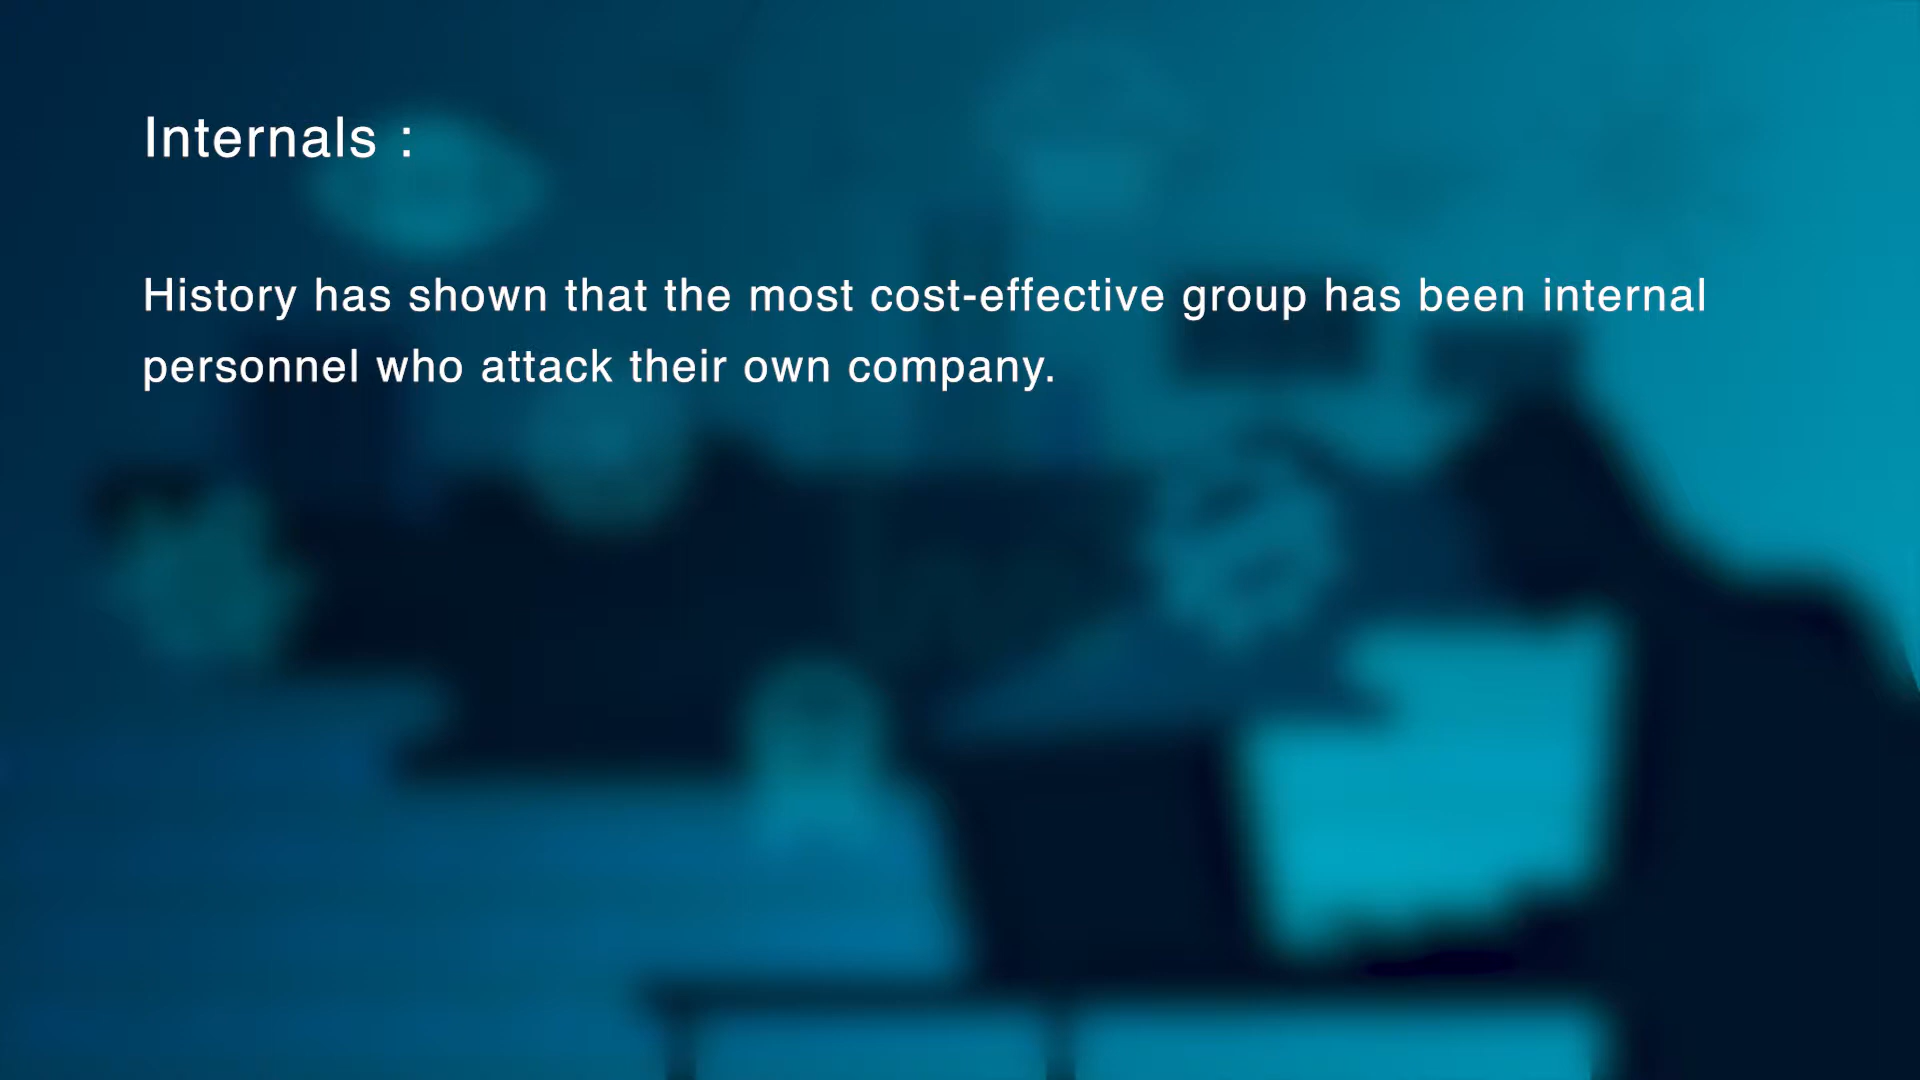 Internals :
History has shown that the most cost-effective group has been internal
personnel who attack their own company.